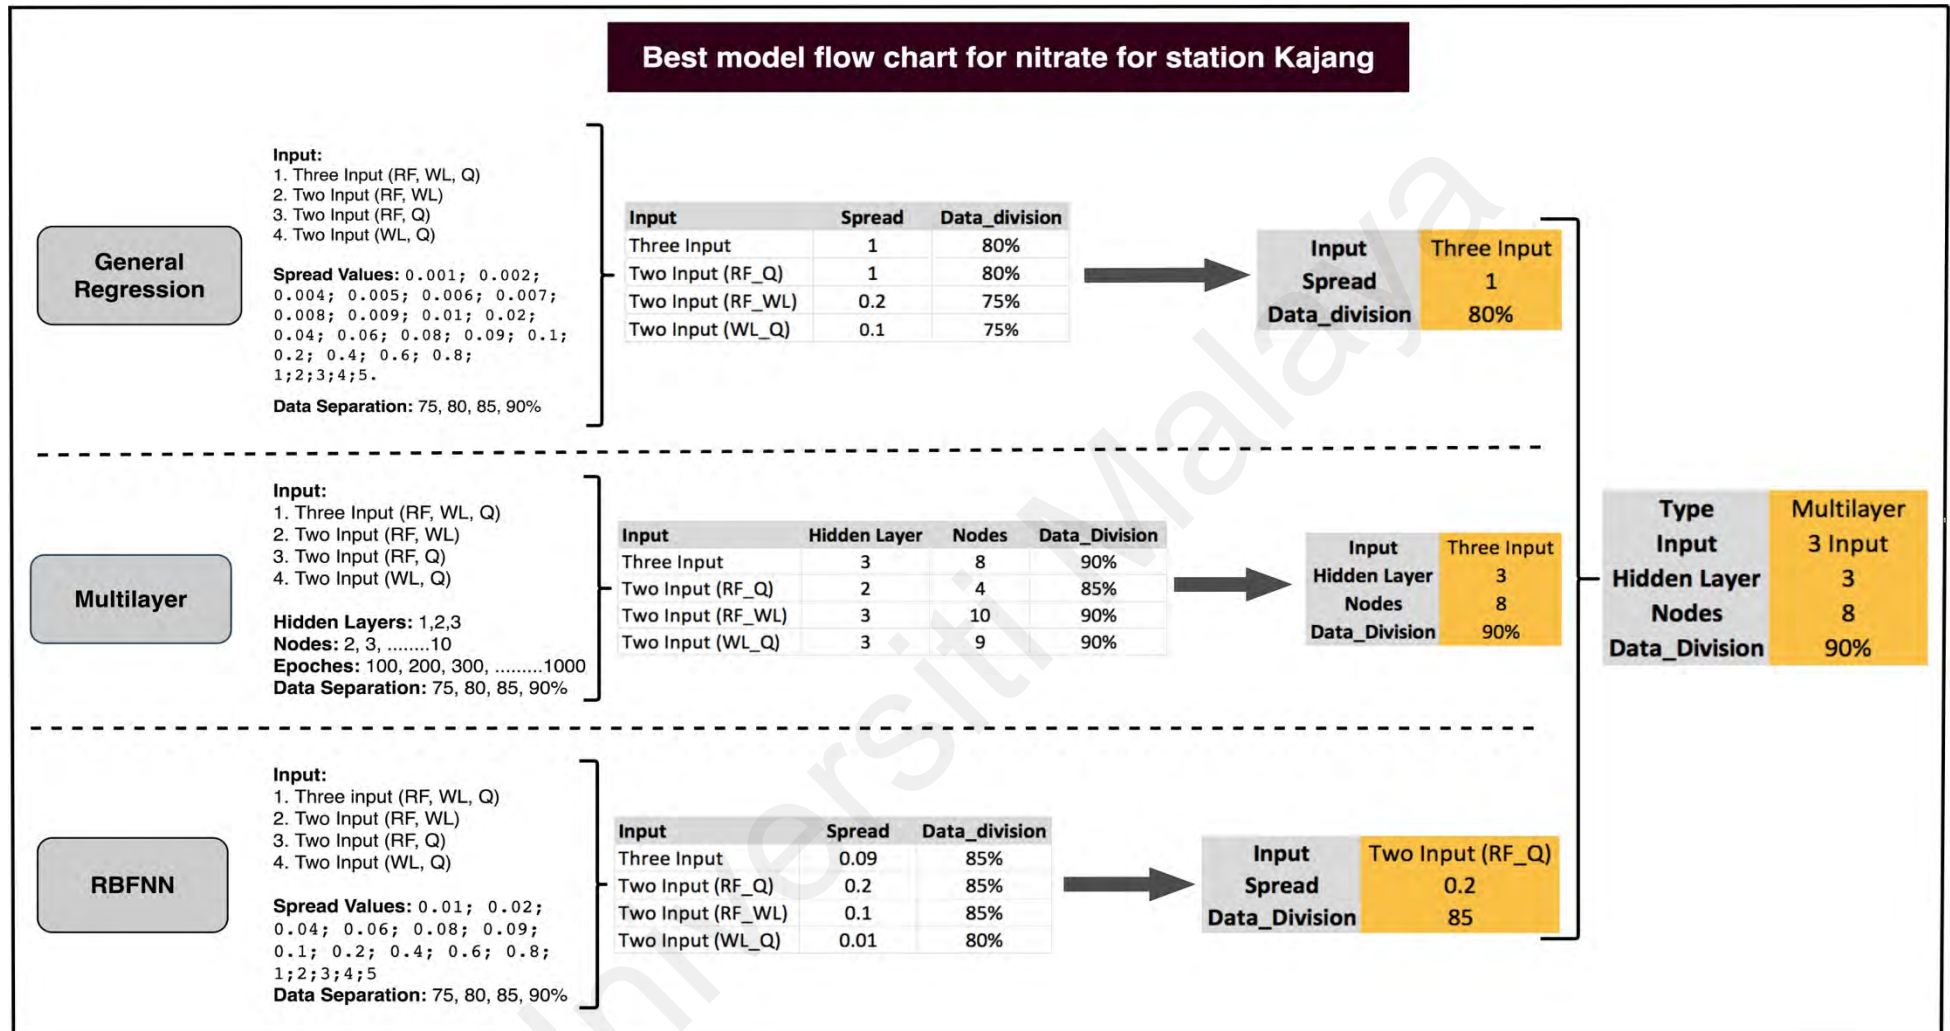 Best model flow chart for nitrate for station Kajang
General
Regression
Input:
1. Three Input (RF, WL, Q)
2. Two Input (RF, WL)
3. Two Input (RF, Q)
4. Two Input (WL, Q)
Spread Values: 0.001; 0.002;
0.004; 0.005; 0.006; 0.007;
0.008; 0.009; 0.01; 0.02;
0.04; 0.06; 0.08; 0.09; 0.1;
0.2; 0.4; 0.6; 0.8;
1;2;3;4;5.
Data Separation: 75, 80, 85, 90%
Input Spread Data_division
Three Input 1 80%
Two Input (RF_Q) 1 80%
Two Input (RF_WL) 0.2 75%
Two Input (WL_Q) 0.1 75%
Input Three Input
Spread 1
Data_division 80%
Multilayer
Input:
1. Three Input (RF, WL, Q)
2. Two Input (RF, WL)
3. Two Input (RF, Q)
4. Two Input (WL, Q)
Hidden Layers: 1,2,3
Nodes: 2, 3, ........10
Epoches: 100, 200, 300, .........1000
Data Separation: 75, 80, 85, 90%
Input Hidden Layer Nodes Data_Division
Three Input 3 8 90%
Two Input (RF_Q) 2 4 85%
Two Input (RF_WL) 3 10 90%
Two Input (WL_Q) 3 9 90%
Input Three Input
Hidden Layer 3
Nodes 8
Data_Division 90%
Type Multilayer
Input 3 Input
Hidden Layer 3
Nodes 8
Data_Division 90%
RBFNN
Input:
1. Three input (RF, WL, Q)
2. Two Input (RF, WL)
3. Two Input (RF, Q)
4. Two Input (WL, Q)
Spread Values: 0.01; 0.02;
0.04; 0.06; 0.08; 0.09;
0.1; 0.2; 0.4; 0.6; 0.8;
1;2;3;4;5
Data Separation: 75, 80, 85, 90%
Input Spread Data_division
Three Input 0.09 85%
Two Input (RF_Q) 0.2 85%
Two Input (RF_WL) 0.1 85%
Two Input (WL_Q) 0.01 80%
Input Two Input (RF_Q)
Spread 0.2
Data_Division 85
niversiti Malaya